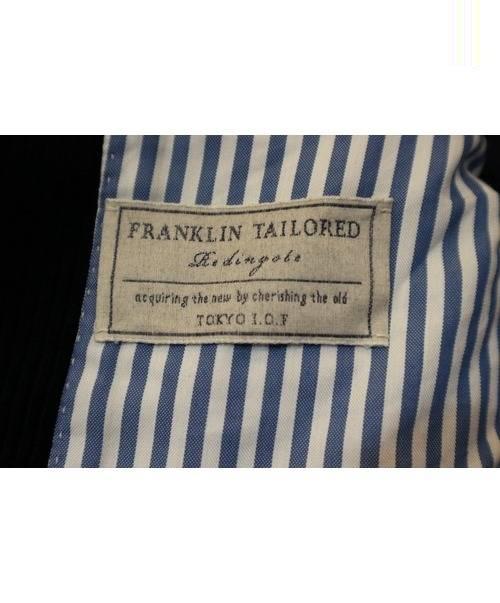 FRANKLIN TAILORED
Redingote
acquiring the new by cherishing the old
TOKYO I.O.F